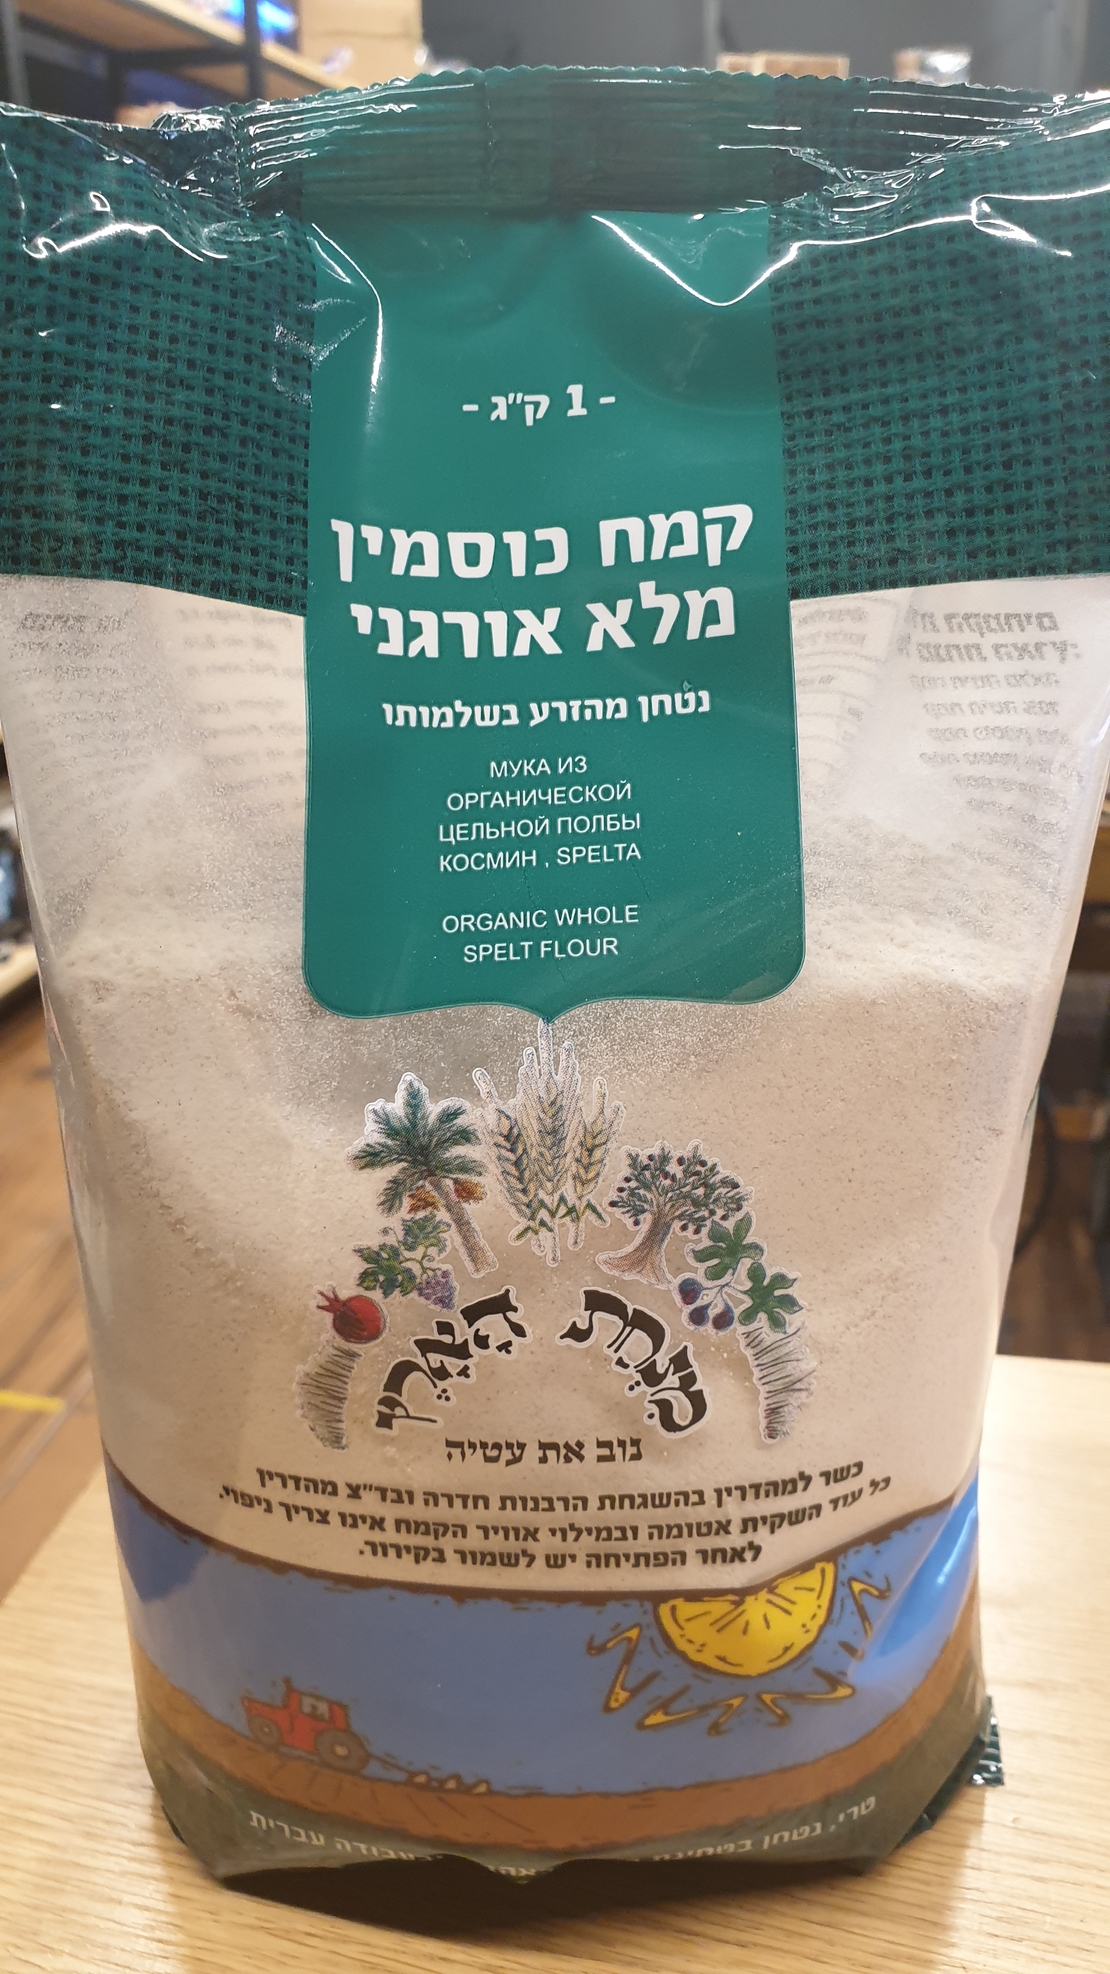 - 1 ק"ג -
קמח כוסמין
מלא אורגני
נטחן מהזרע בשלמותו
МУКА ИЗ
ОРГАНИЧЕСКОЙ
ЦЕЛЬНОЙ ПОЛБЫ
КОСМИН , SPELTA
ORGANIC WHOLE
SPELT FLOUR
מִנְחַת הָאָרֶץ
נוב את עטיה
כשר למהדרין בהשגחת הרבנות חדרה ובד"צ מהדרין
כל עוד השקית אטומה ובמילוי אוויר הקמח אינו צריך ניפוי.
לאחר הפתיחה יש לשמור בקירור.
טרי, נטחן עבודה עברית